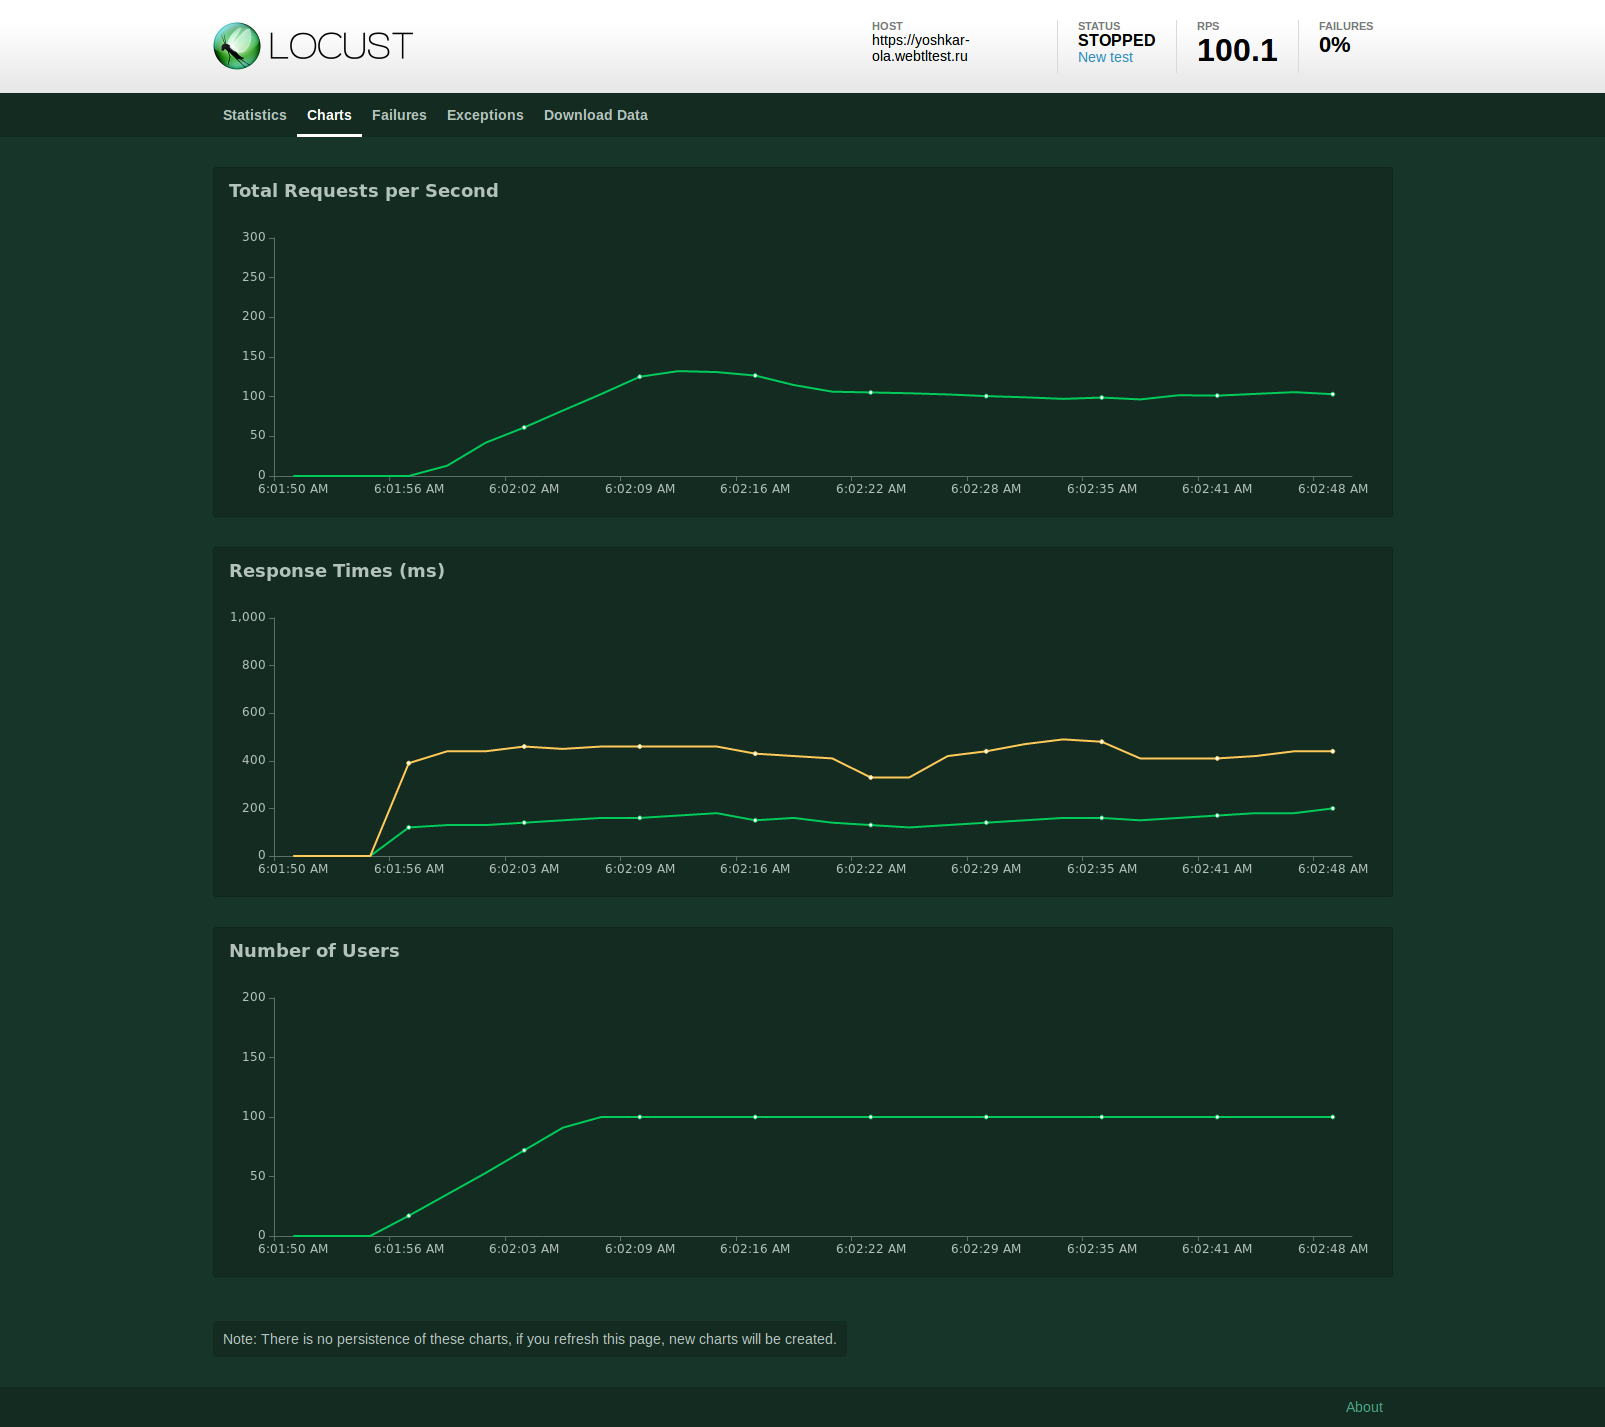 LOCUST
HOST
https://yoshkar-
ola.webtltest.ru
STATUS
STOPPED
New test
RPS
100.1
FAILURES
0%
Statistics Charts Failures Exceptions Download Data
Total Requests per Second
300
250
200
150
100
50
0
6:01:50 AM 6:01:56 AM 6:02:02 AM 6:02:09 AM 6:02:16 AM 6:02:22 AM 6:02:28 AM 6:02:35 AM 6:02:41 AM 6:02:48 AM
Response Times (ms)
1,000
800
600
400
200
0
6:01:50 AM 6:01:56 AM 6:02:03 AM 6:02:09 AM 6:02:16 AM 6:02:22 AM 6:02:29 AM 6:02:35 AM 6:02:41 AM 6:02:48 AM
Number of Users
200
150
100
50
0
6:01:50 AM 6:01:56 AM 6:02:03 AM 6:02:09 AM 6:02:16 AM 6:02:22 AM 6:02:29 AM 6:02:35 AM 6:02:41 AM 6:02:48 AM
Note: There is no persistence of these charts, if you refresh this page, new charts will be created.
About